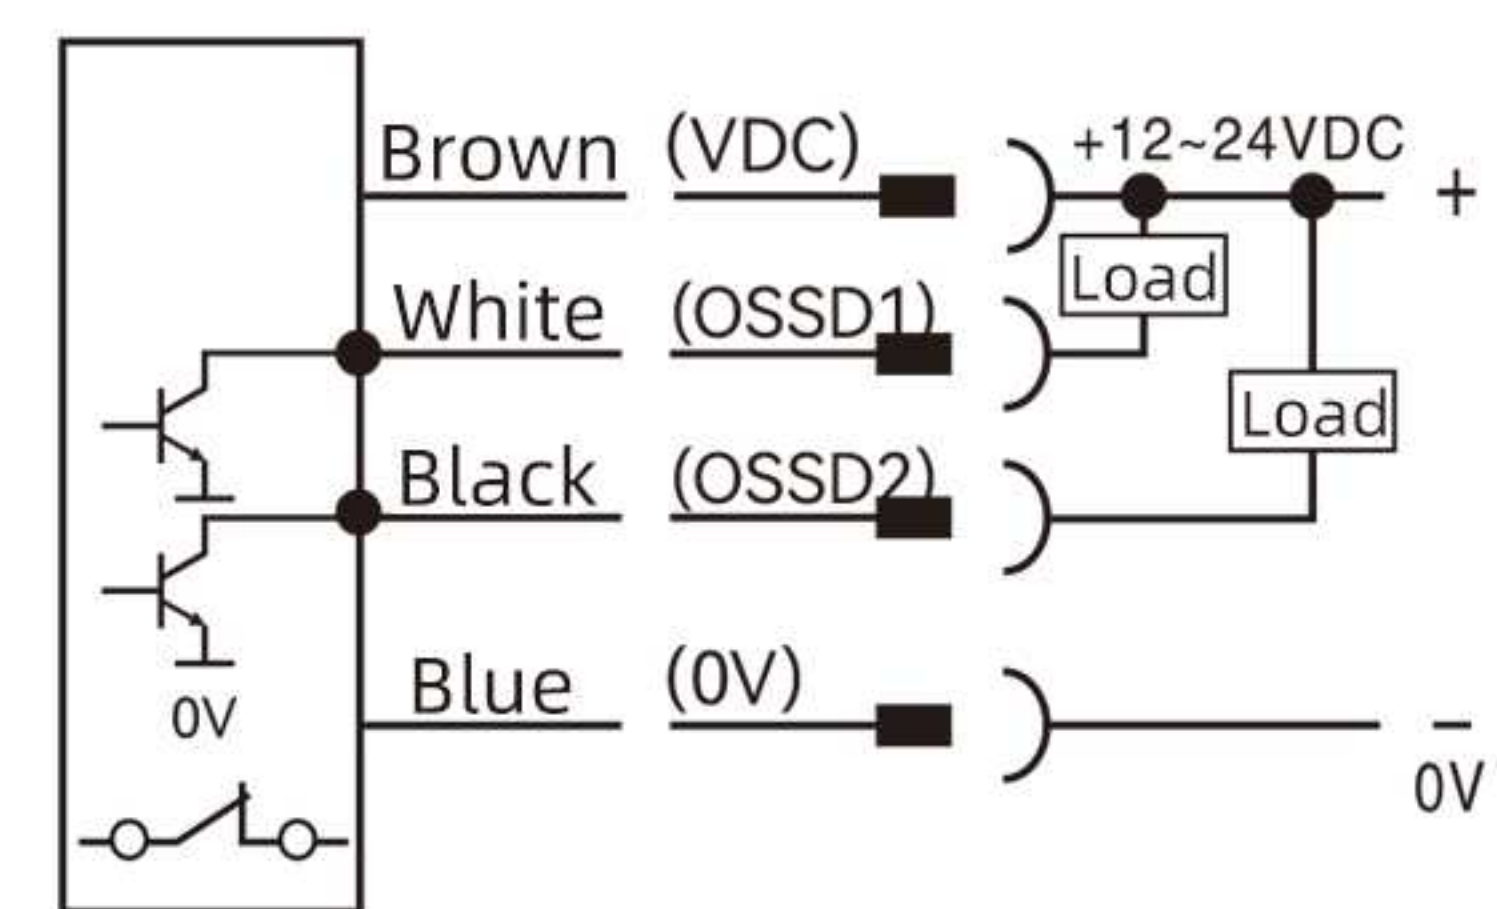 Brown (VDC) +12~24VDC +
Load
White (OSSD1)
Load
Black (OSSD2)
Blue (0V) −
0V
0V